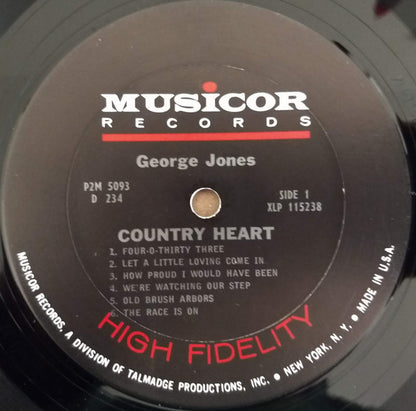 MUSICOR
RECORDS
George Jones
P2M 5093
D 234
SIDE 1
XLP 115238
COUNTRY HEART
1. FOUR-O-THIRTY THREE
2. LET A LITTLE LOVING COME IN
3. HOW PROUD I WOULD HAVE BEEN
4. WE'RE WATCHING OUR STEP
5. OLD BRUSH ARBORS
6. THE RACE IS ON
HIGH FIDELITY
MUSICOR RECORDS, A DIVISION OF TALMADGE PRODUCTIONS, INC. • NEW YORK, N. Y. • MADE IN U.S.A.